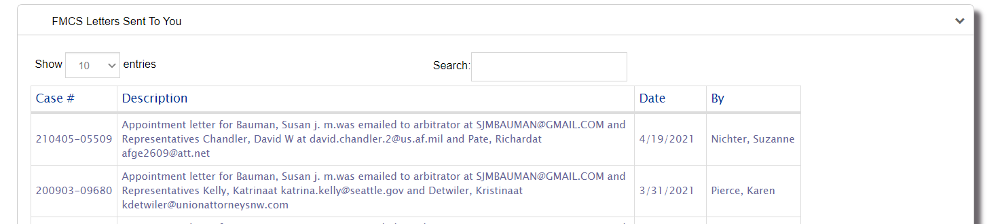 FMCS Letters Sent To You
Show 10 entries
Search:
Case # Description Date By
Appointment letter for Bauman, Susan j. m.was emailed to arbitrator at SJMBAUMAN@GMAIL.COM and
210405-05509 Representatives Chandler, David W at david.chandler.2@us.af.mil and Pate, Richardat 4/19/2021 Nichter, Suzanne
afge2609@att.net
Appointment letter for Bauman, Susan j. m.was emailed to arbitrator at SJMBAUMAN@GMAIL.COM and
200903-09680 Representatives Kelly, Katrinaat katrina.kelly@seattle.gov and Detwiler, Kristinaat 3/31/2021 Pierce, Karen
kdetwiler@unionattorneysnw.com